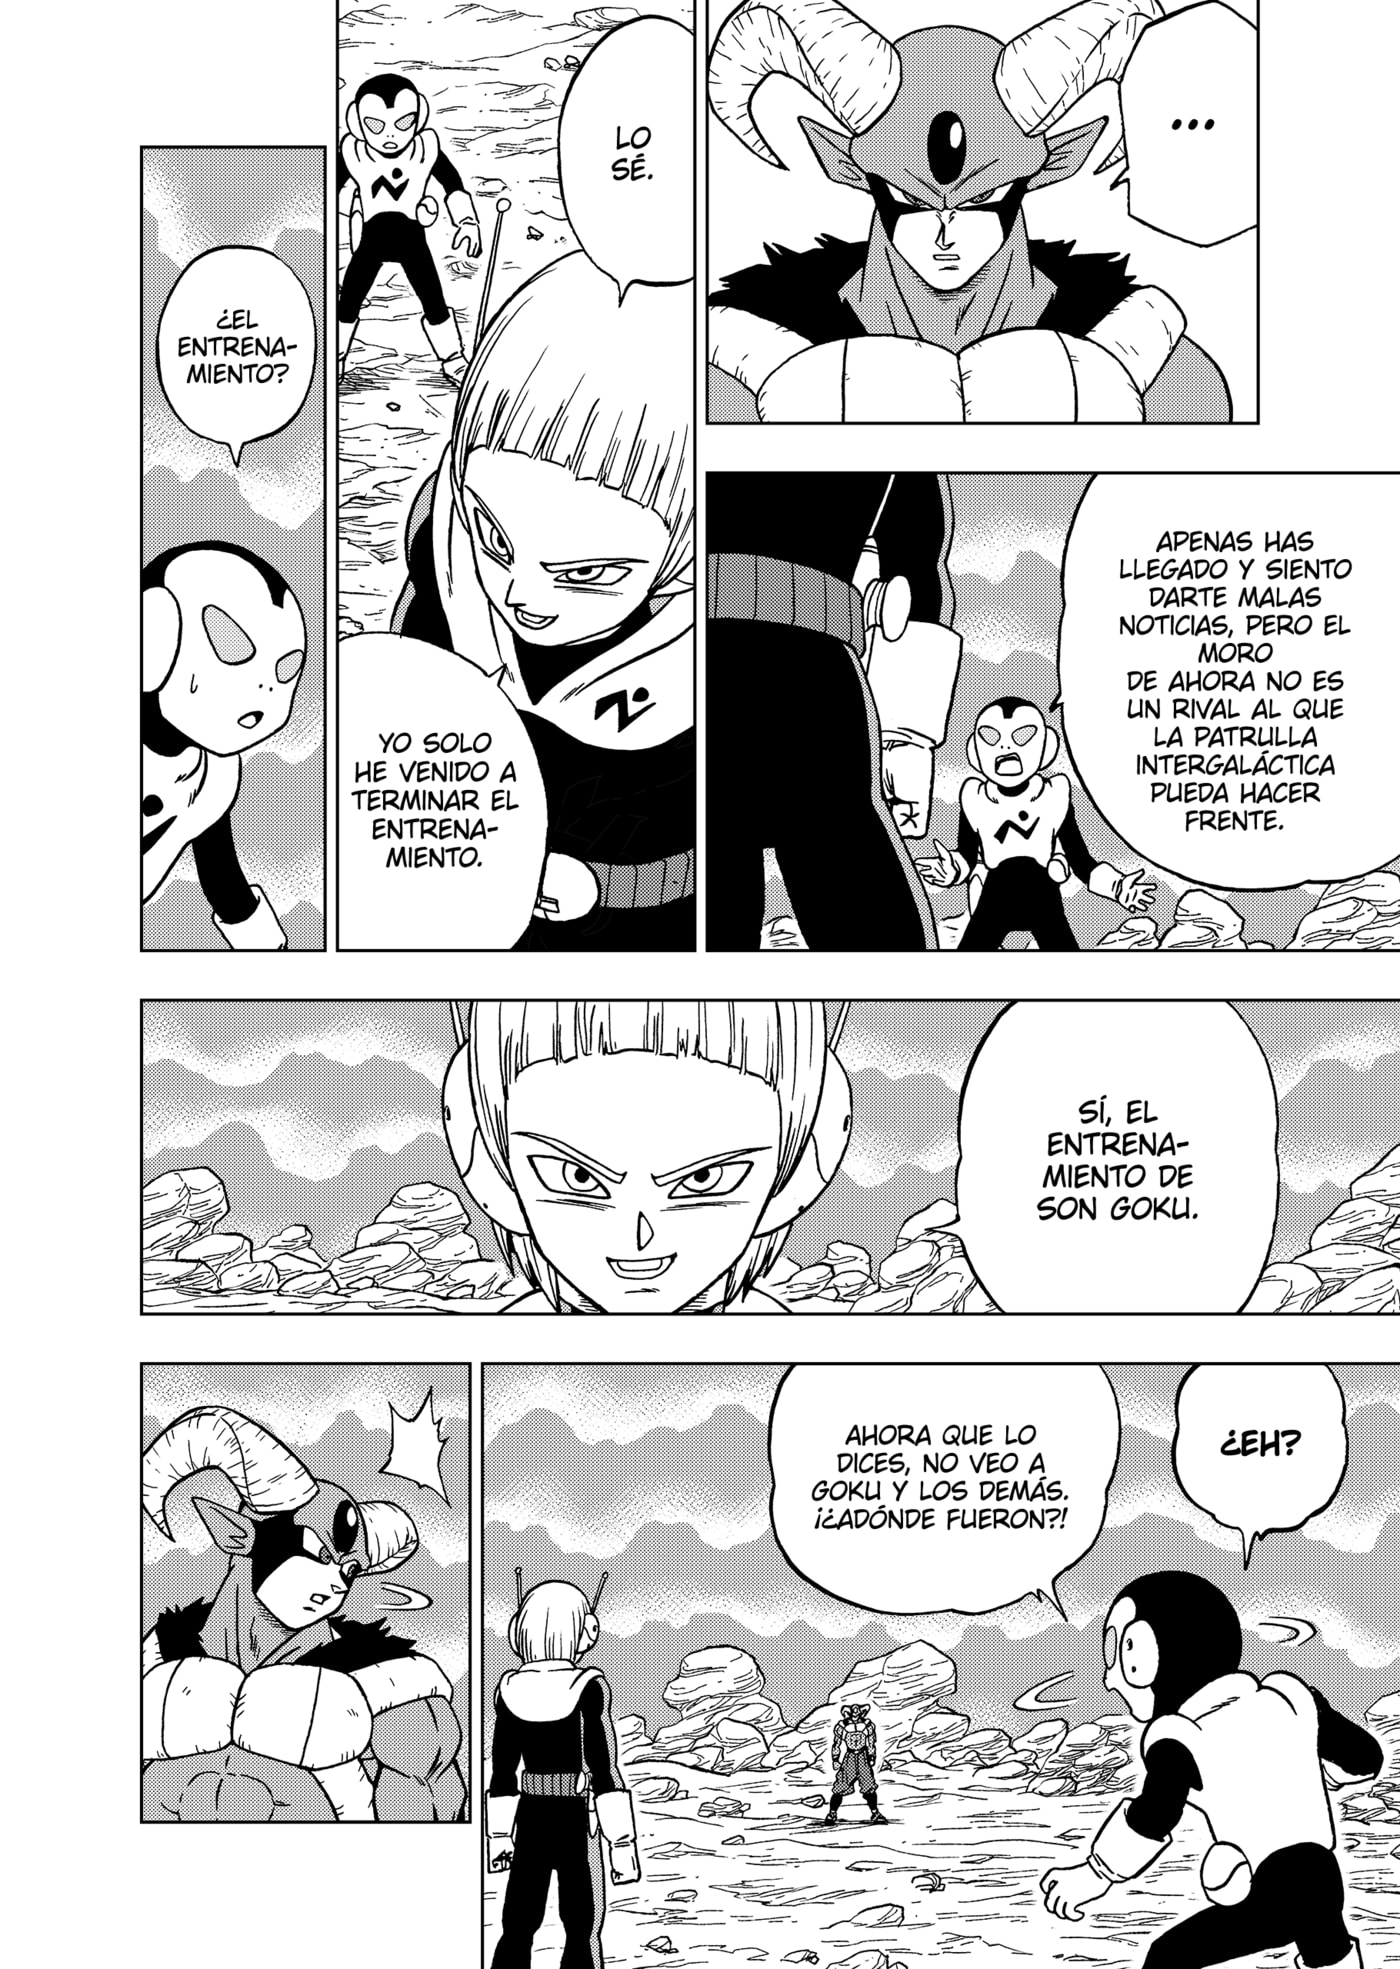 ...
APENAS HAS
LLEGADO Y SIENTO
DARTE MALAS
NOTICIAS, PERO EL
MORO
DE AHORA NO ES
UN RIVAL AL QUE
LA PATRULLA
INTERGALÁCTICA
PUEDA HACER
FRENTE.
LO
SÉ.
YO SOLO
HE VENIDO A
TERMINAR EL
ENTRENA-
MIENTO.
¿EL
ENTRENA-
MIENTO?
SÍ, EL
ENTRENA-
MIENTO DE
SON GOKU.
¿EH?
AHORA QUE LO
DICES, NO VEO A
GOKU Y LOS DEMÁS.
¡¿ADÓNDE FUERON?!